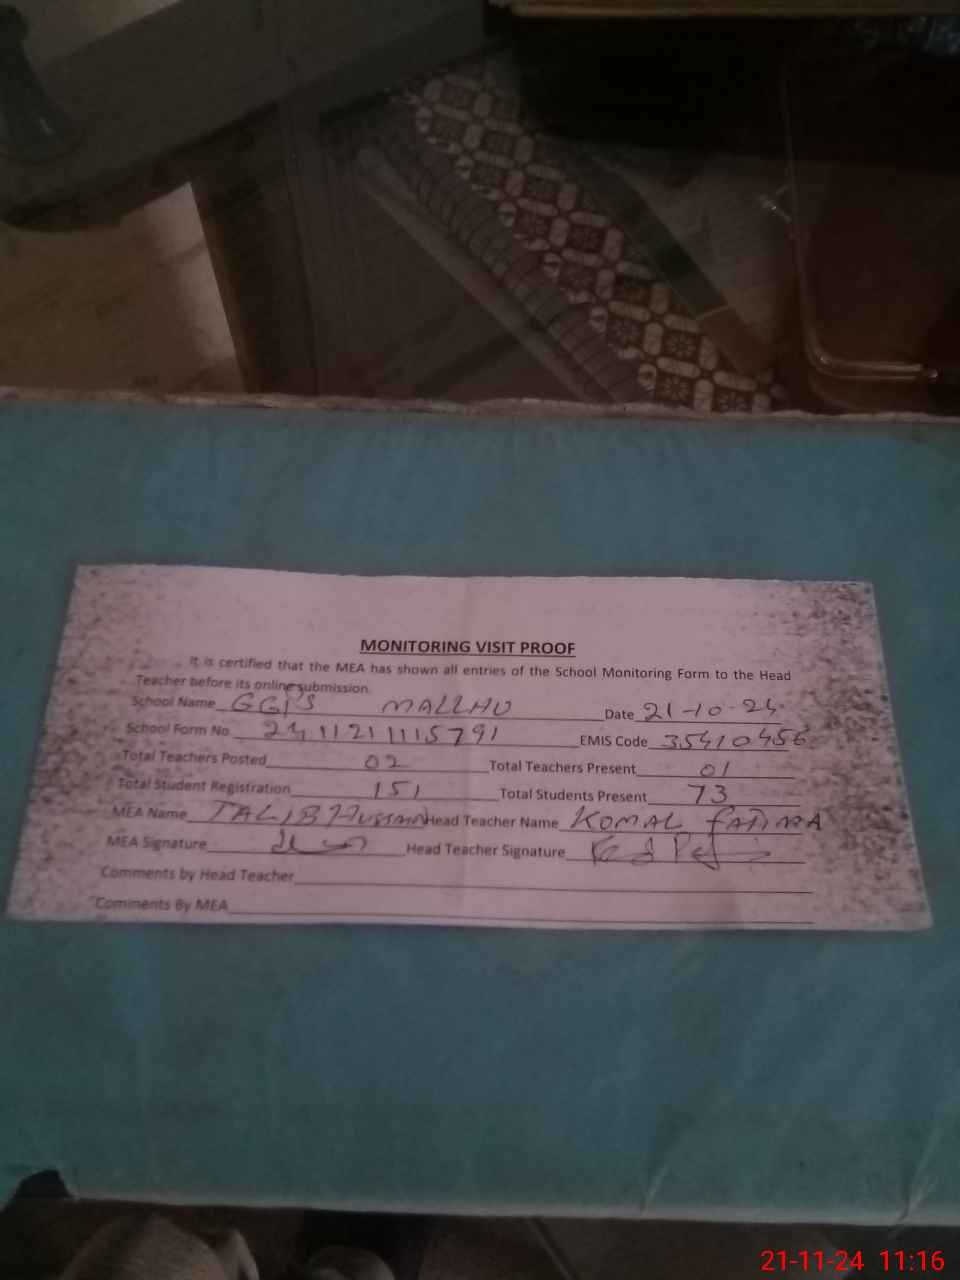 MONITORING VISIT PROOF
It is certified that the MEA has shown all entries of the School Monitoring Form to the Head
Teacher before its online submission.
School Name GGPS MALLHU Date 21-10-24
School Form No. 2411211115791 EMIS Code 35410456
Total Teachers Posted 02 Total Teachers Present 01
Total Student Registration 151 Total Students Present 73
MEA Name TALIB HUSSAIN Head Teacher Name KOMAL FATIMA
MEA Signature Head Teacher Signature
Comments by Head Teacher
Comments By MEA
21-11-24 11:16